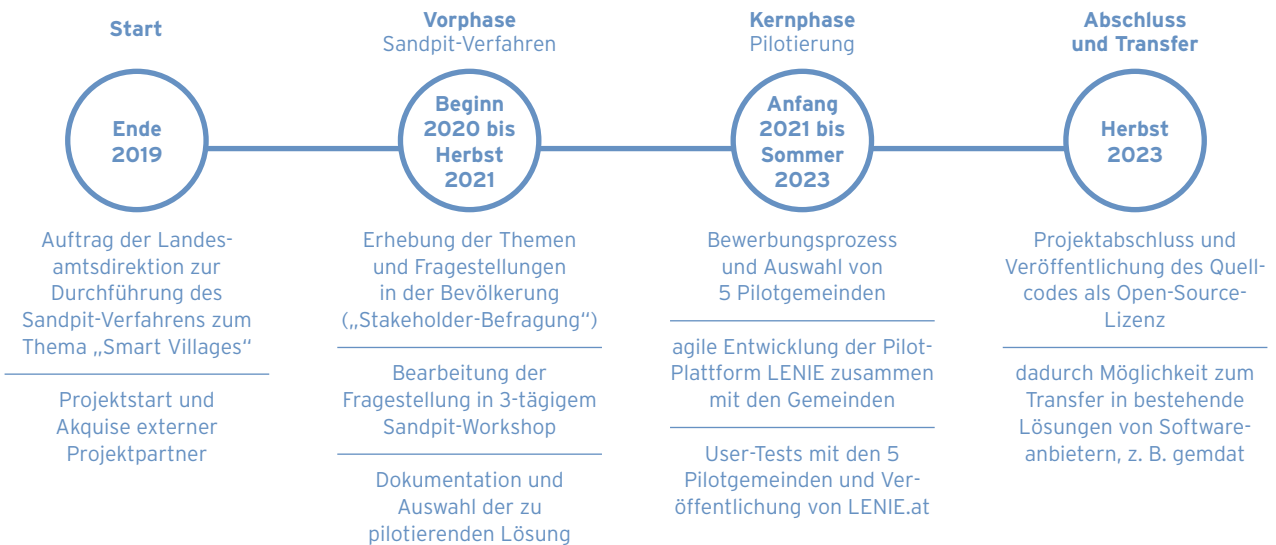 Start
Ende
2019
Auftrag der Landes-
amtsdirektion zur
Durchführung des
Sandpit-Verfahrens zum
Thema „Smart Villages“
Projektstart und
Akquise externer
Projektpartner
Vorphase
Sandpit-Verfahren
Beginn
2020 bis
Herbst
2021
Erhebung der Themen
und Fragestellungen
in der Bevölkerung
(„Stakeholder-Befragung“)
Bearbeitung der
Fragestellung in 3-tägigem
Sandpit-Workshop
Dokumentation und
Auswahl der zu
pilotierenden Lösung
Kernphase
Pilotierung
Anfang
2021 bis
Sommer
2023
Bewerbungsprozess
und Auswahl von
5 Pilotgemeinden
agile Entwicklung der Pilot-
Plattform LENIE zusammen
mit den Gemeinden
User-Tests mit den 5
Pilotgemeinden und Ver-
öffentlichung von LENIE.at
Abschluss
und Transfer
Herbst
2023
Projektabschluss und
Veröffentlichung des Quell-
codes als Open-Source-
Lizenz
dadurch Möglichkeit zum
Transfer in bestehende
Lösungen von Software-
anbietern, z. B. gemdat